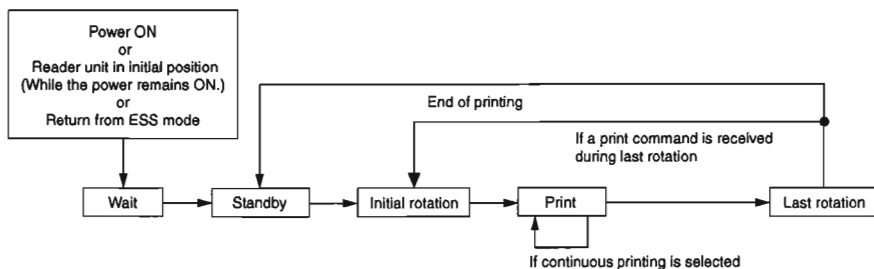 Power ON
or
Reader unit in initial position
(While the power remains ON.)
or
Return from ESS mode
End of printing
If a print command is received
during last rotation
Wait
Standby
Initial rotation
Print
Last rotation
If continuous printing is selected